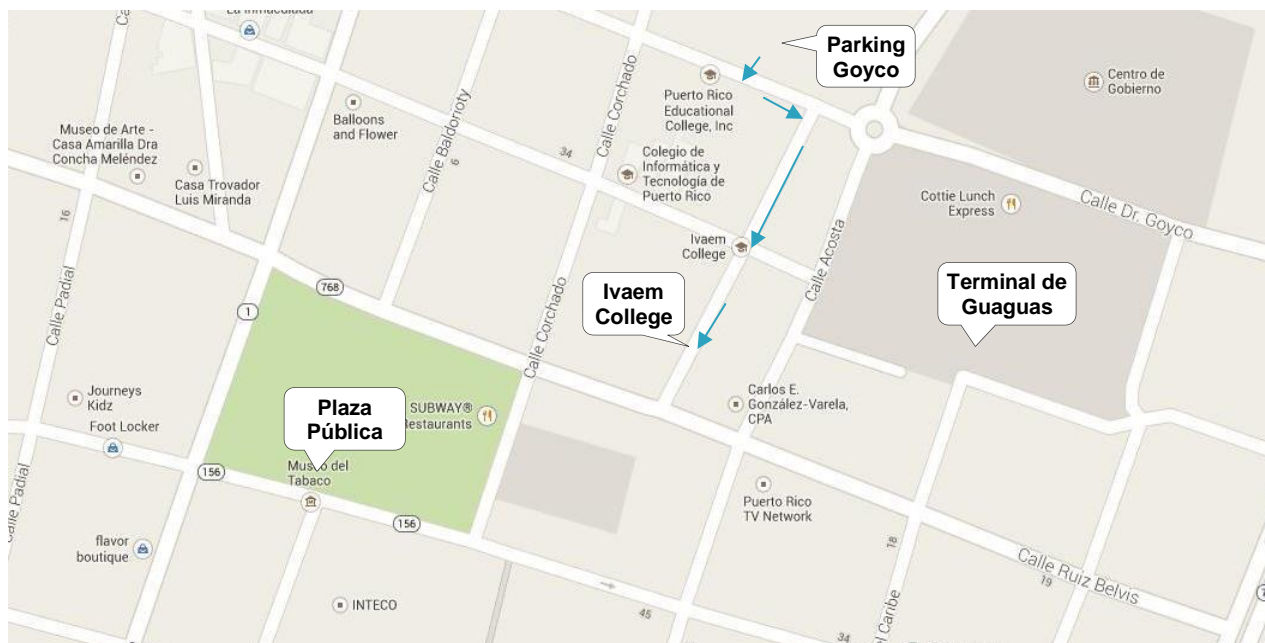 La Inmaculada
Parking
Goyco
Puerto Rico
Educational
College, Inc
Centro de
Gobierno
Balloons
and Flower
Museo de Arte -
Casa Amarilla Dra
Concha Meléndez
Casa Trovador
Luis Miranda
Calle Baldorioty
6
Calle Corchado
34
Colegio de
Informática y
Tecnología de
Puerto Rico
Cottie Lunch
Express
Calle Dr. Goyco
16
Calle Padial
Ivaem
College
Calle Acosta
Ivaem
College
Terminal de
Guaguas
768
1
Calle Corchado
Journeys
Kidz
Foot Locker
Plaza
Pública
SUBWAY®
Restaurants
Carlos E.
González-Varela,
CPA
156
Museo del
Tabaco
156
Calle Padial
Puerto Rico
TV Network
flavor
boutique
INTECO
45
18
19
Calle Ruiz Belvis
34
el Caribe